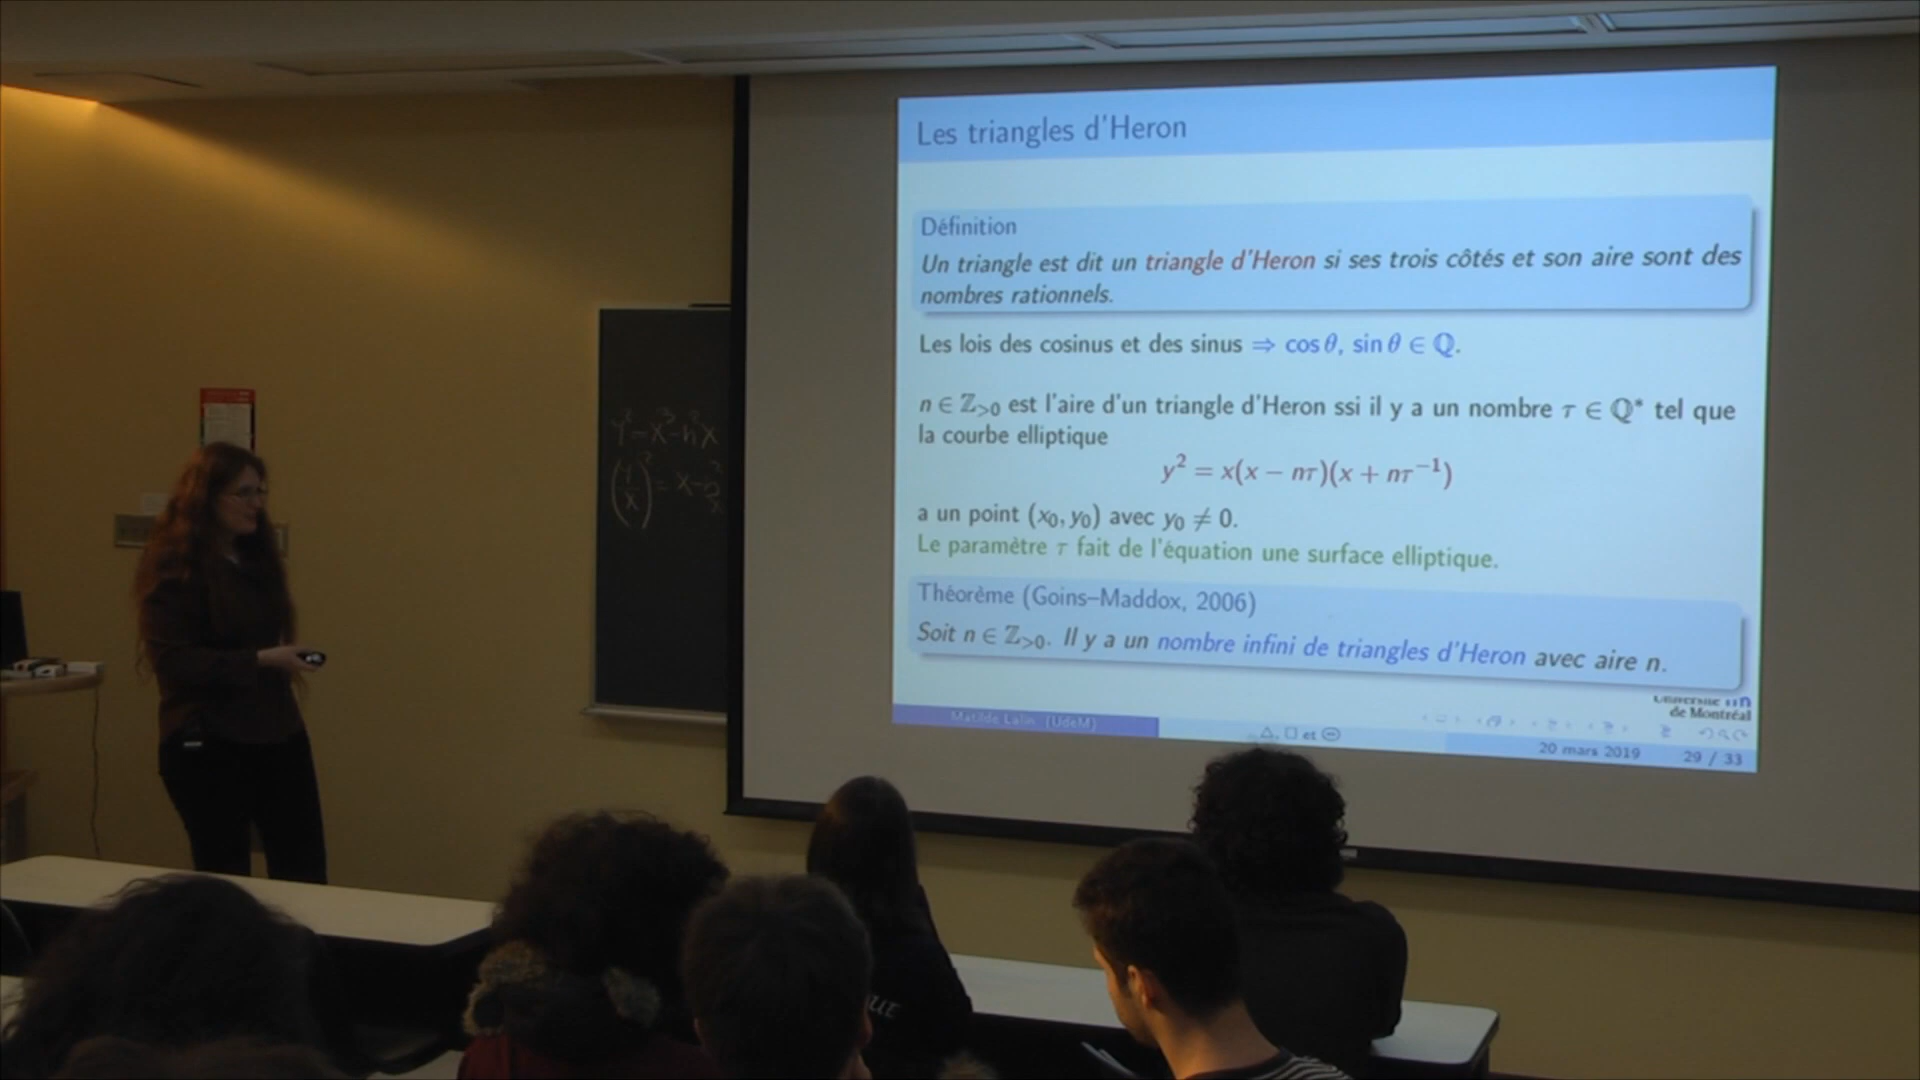 Les triangles d'Heron
Définition
Un triangle est dit un triangle d'Heron si ses trois côtés et son aire sont des
nombres rationnels.
Les lois des cosinus et des sinus ⇒ cos θ, sin θ ∈ ℚ.
n ∈ ℤ>0 est l'aire d'un triangle d'Heron ssi il y a un nombre τ ∈ ℚ* tel que
la courbe elliptique
y² = x(x − nτ)(x + nτ⁻¹)
a un point (x₀, y₀) avec y₀ ≠ 0.
Le paramètre τ fait de l'équation une surface elliptique.
Théorème (Goins–Maddox, 2006)
Soit n ∈ ℤ>0. Il y a un nombre infini de triangles d'Heron avec aire n.
de Montréal
Matilde Lalín (UdeM)
△, □ et
20 mars 2019
29 / 33